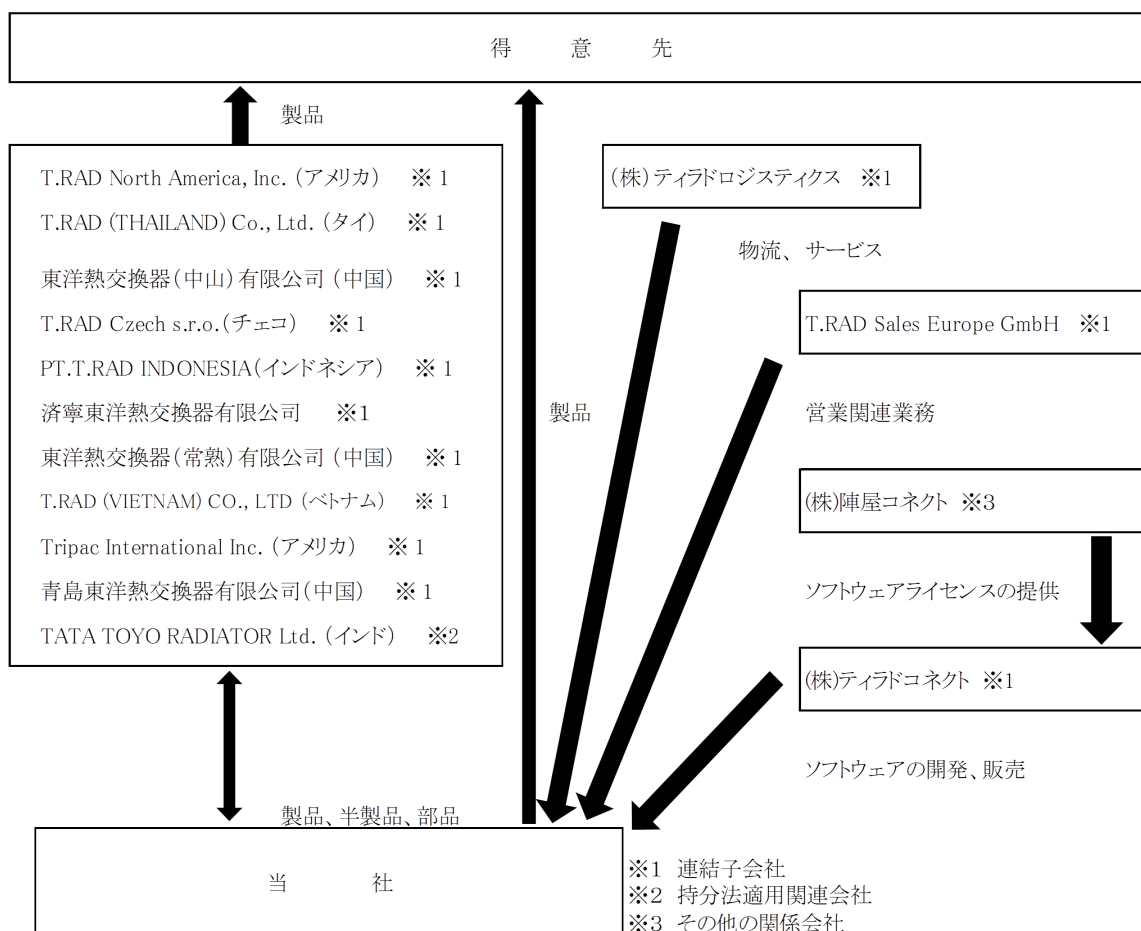 得 意 先
製品
T.RAD North America, Inc. (アメリカ) ※ 1
T.RAD (THAILAND) Co., Ltd. (タイ) ※ 1
東洋熱交換器(中山)有限公司 (中国) ※ 1
T.RAD Czech s.r.o.(チェコ) ※ 1
PT.T.RAD INDONESIA(インドネシア) ※ 1
済寧東洋熱交換器有限公司 ※1
東洋熱交換器(常熟)有限公司 (中国) ※ 1
T.RAD (VIETNAM) CO., LTD (ベトナム) ※ 1
Tripac International Inc. (アメリカ) ※ 1
青島東洋熱交換器有限公司(中国) ※ 1
TATA TOYO RADIATOR Ltd. (インド) ※2
製品
(株)ティラドロジスティクス ※1
物流、サービス
T.RAD Sales Europe GmbH ※1
営業関連業務
(株)陣屋コネクト ※3
ソフトウェアライセンスの提供
(株)ティラドコネクト ※1
ソフトウェアの開発、販売
製品、半製品、部品
当 社
※1 連結子会社
※2 持分法適用関連会社
※3 その他の関係会社